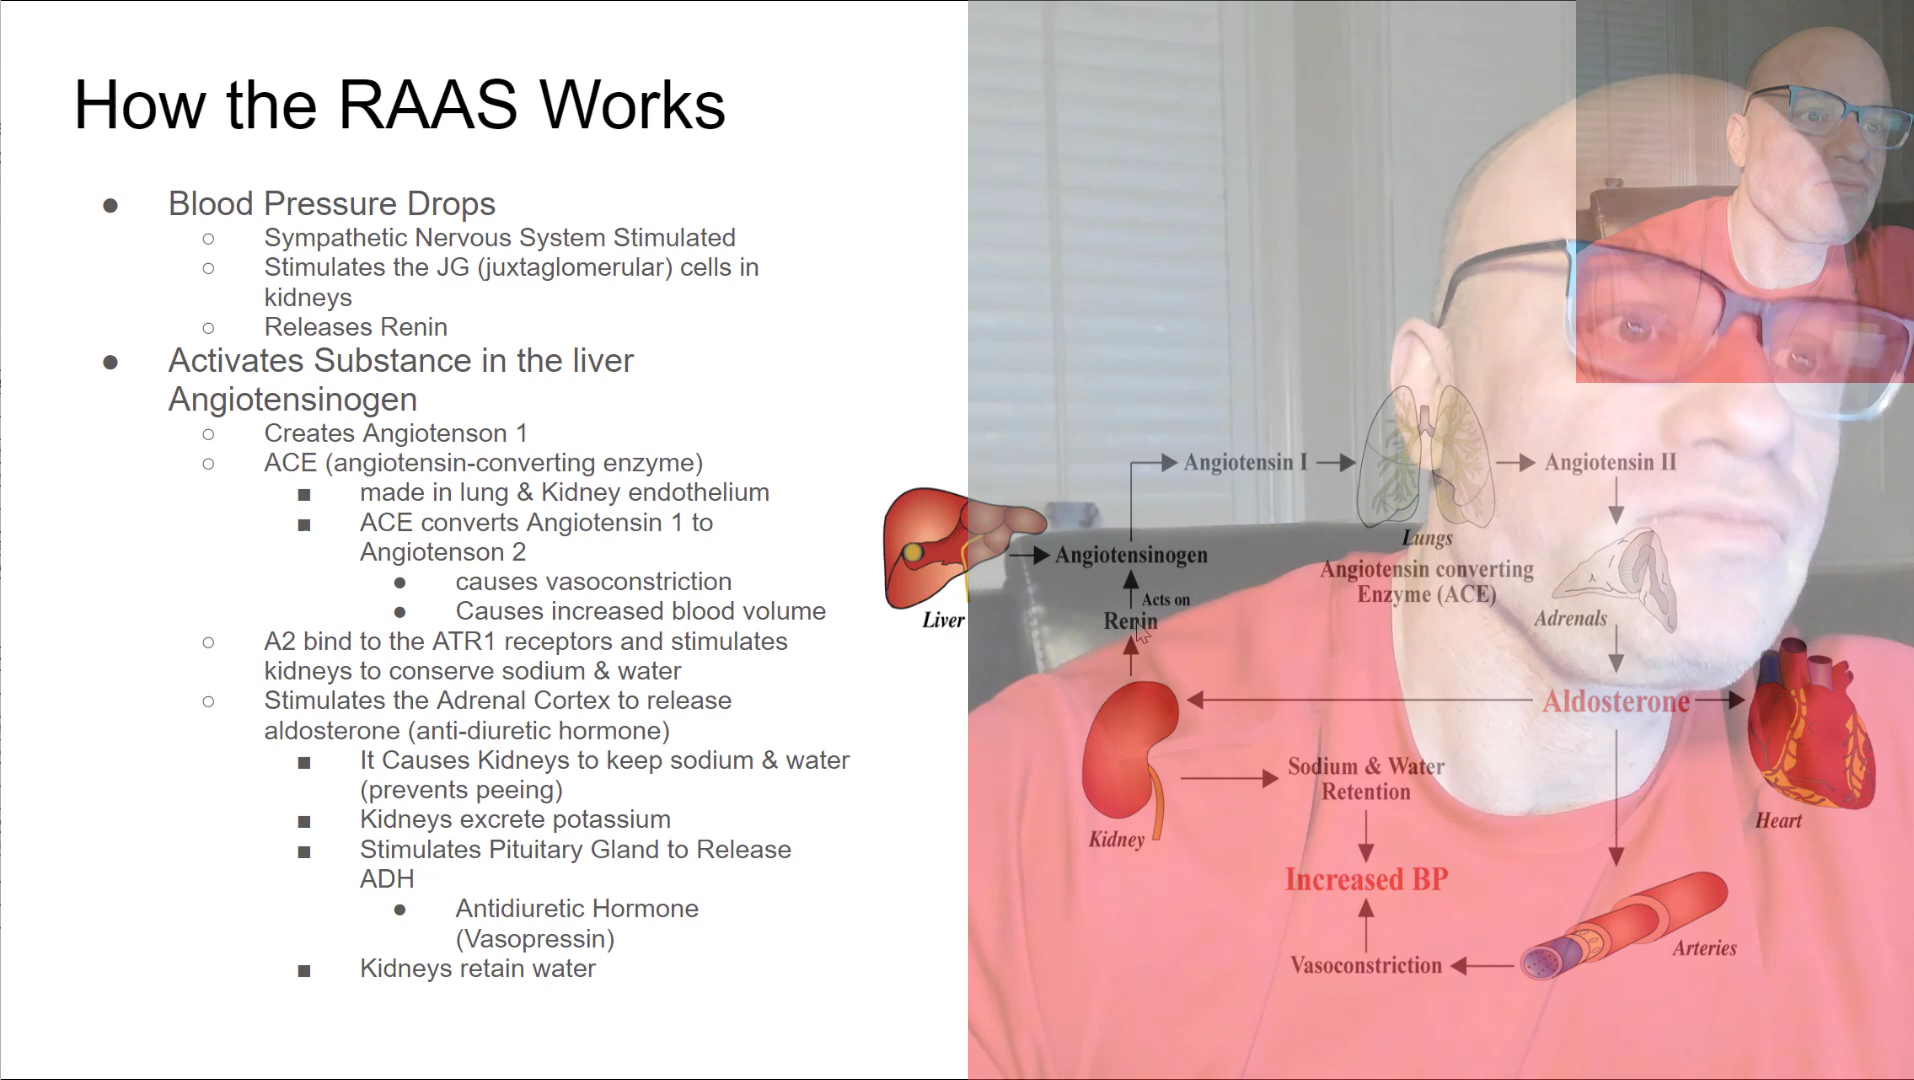 How the RAAS Works
● Blood Pressure Drops
○ Sympathetic Nervous System Stimulated
○ Stimulates the JG (juxtaglomerular) cells in
kidneys
○ Releases Renin
● Activates Substance in the liver
Angiotensinogen
○ Creates Angiotenson 1
○ ACE (angiotensin-converting enzyme)
■ made in lung & Kidney endothelium
■ ACE converts Angiotensin 1 to
Angiotenson 2
● causes vasoconstriction
● Causes increased blood volume
○ A2 bind to the ATR1 receptors and stimulates
kidneys to conserve sodium & water
○ Stimulates the Adrenal Cortex to release
aldosterone (anti-diuretic hormone)
■ It Causes Kidneys to keep sodium & water
(prevents peeing)
■ Kidneys excrete potassium
■ Stimulates Pituitary Gland to Release
ADH
● Antidiuretic Hormone
(Vasopressin)
■ Kidneys retain water
Angiotensin I
Angiotensin II
Lungs
Angiotensin converting
Enzyme (ACE)
Angiotensinogen
Acts on
Renin
Liver
Adrenals
Aldosterone
Sodium & Water
Retention
Kidney
Heart
Increased BP
Arteries
Vasoconstriction